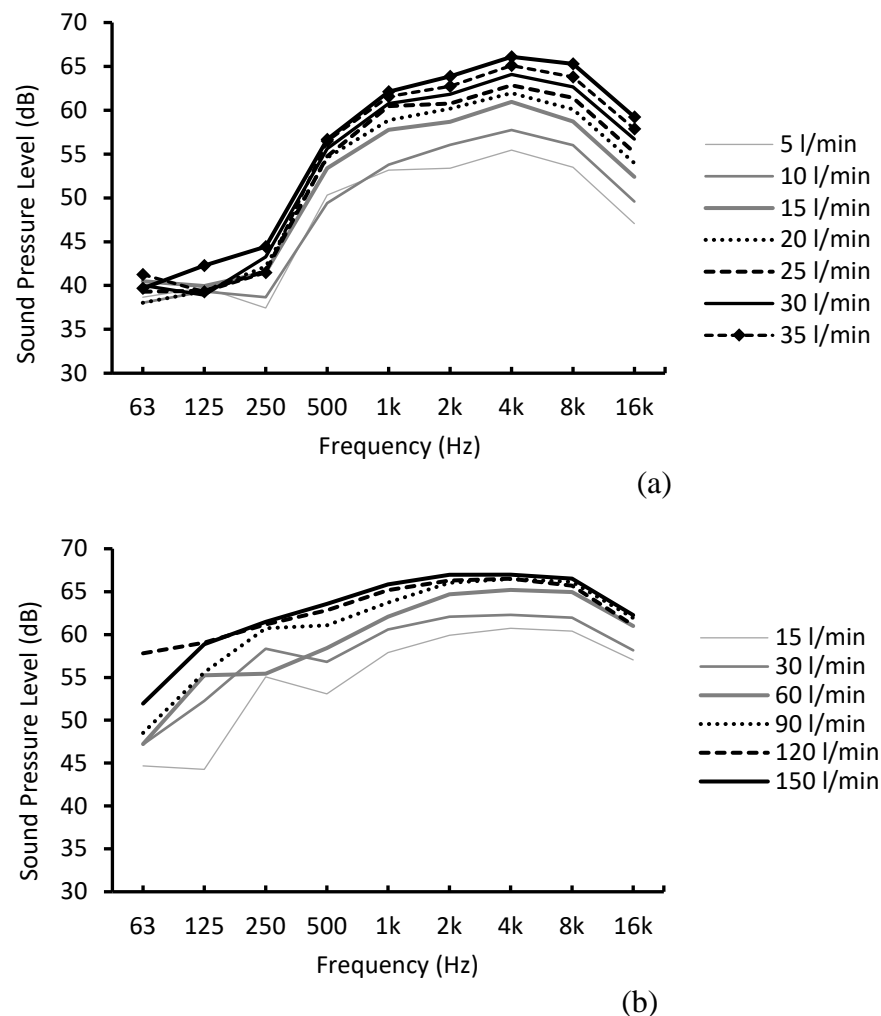 70
65
60
55
50
45
40
35
30
Sound Pressure Level (dB)
63 125 250 500 1k 2k 4k 8k 16k
Frequency (Hz)
5 l/min
10 l/min
15 l/min
20 l/min
25 l/min
30 l/min
35 l/min
(a)
70
65
60
55
50
45
40
35
30
Sound Pressure Level (dB)
63 125 250 500 1k 2k 4k 8k 16k
Frequency (Hz)
15 l/min
30 l/min
60 l/min
90 l/min
120 l/min
150 l/min
(b)